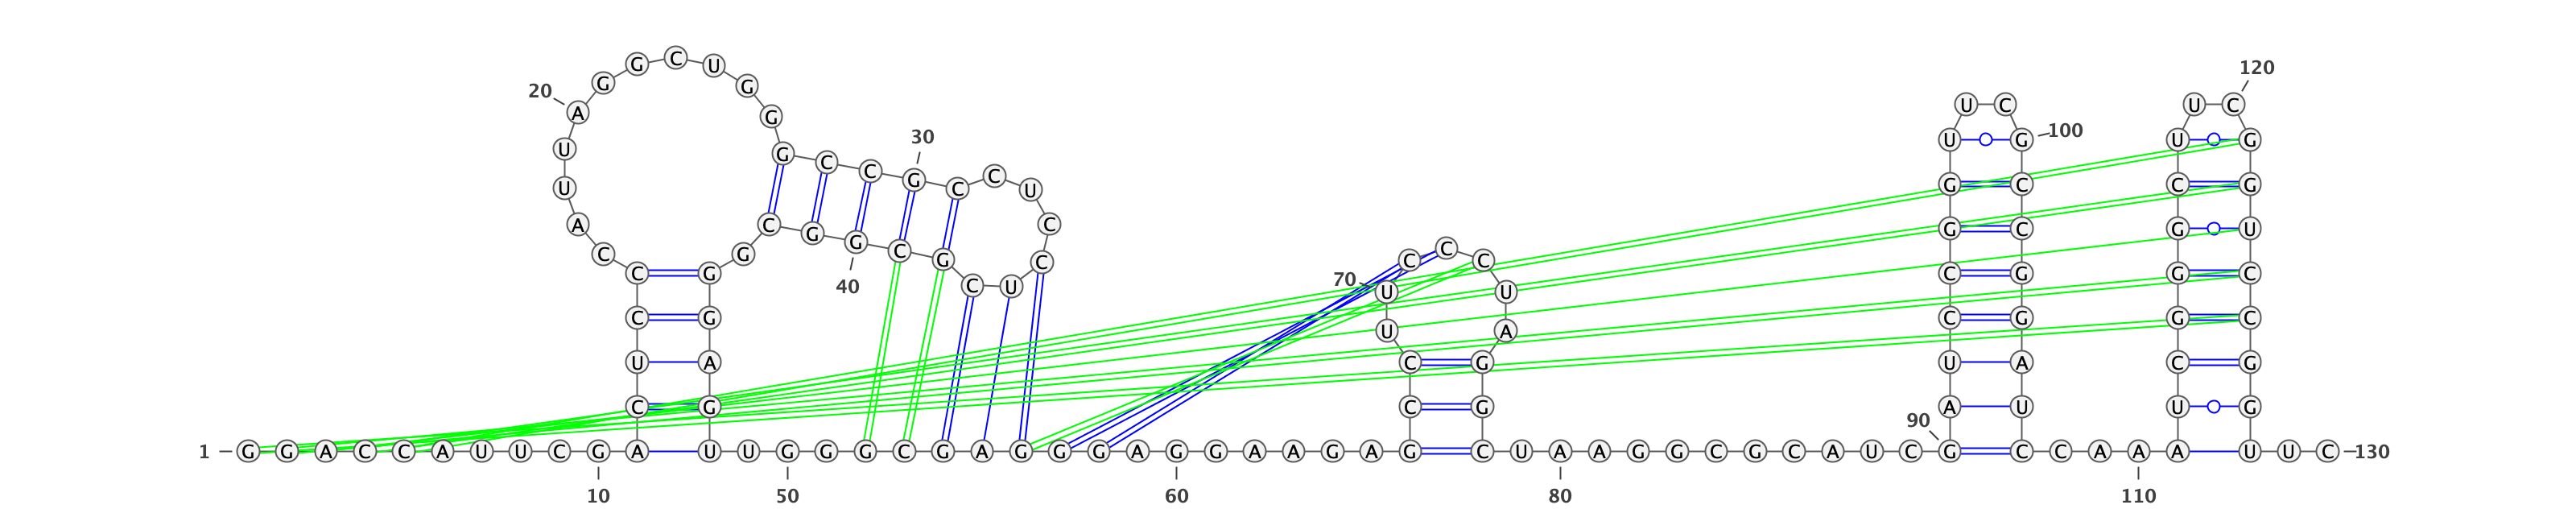 1 G G A C C A U U C G
10
A C U C C C A U U A
20
G G C U G G G C C G
30
C C U C C U C G C G
40
G C G G G A G U U G
50
G G C G A G G G A G
60
G A A G A G C C U U
70
C C C U A G G C U A
80
A G G C G C A U C G
90
A U C C G G U U C G
100
C C G G A U C C A A
110
A U C G G G C U U C
120
G G U C C G G U U C
130